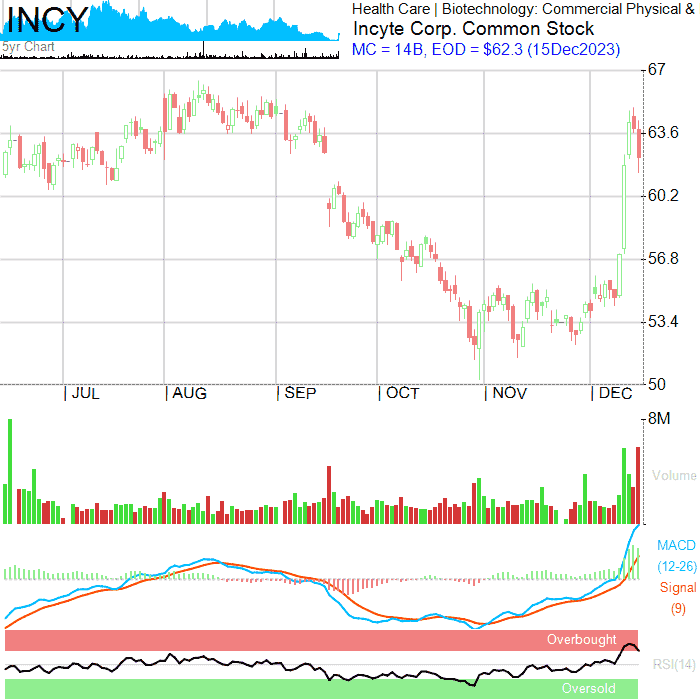 INCY
5yr Chart
Health Care | Biotechnology: Commercial Physical &
Incyte Corp. Common Stock
MC = 14B, EOD = $62.3 (15Dec2023)
67
63.6
60.2
56.8
53.4
50
| JUL | AUG | SEP | OCT | NOV | DEC
8M
Volume
MACD
(12-26)
Signal
(9)
Overbought
RSI(14)
Oversold